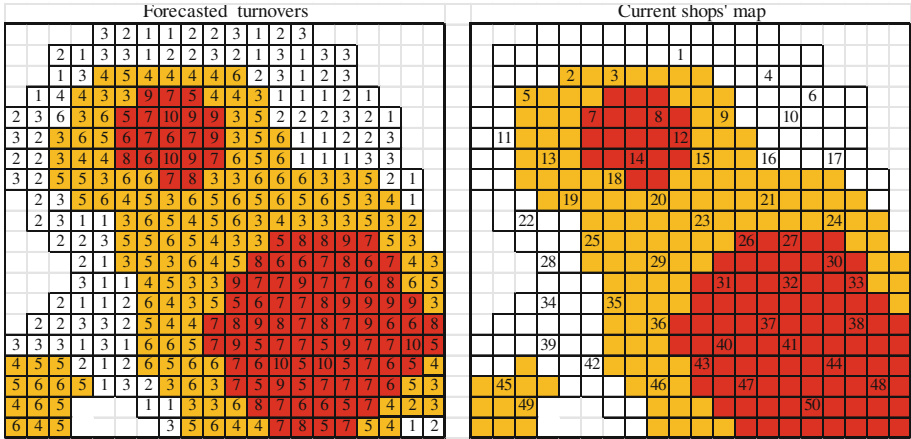 Forecasted turnovers Current shops' map
3 2 1 1 2 2 3 1 2 3
2 1 3 3 1 2 2 3 2 1 3 1 3 3 1
1 3 4 5 4 4 4 4 6 2 3 1 2 3 2 3 4
1 4 4 3 3 9 7 5 4 4 3 1 1 1 2 1 5 6
2 3 6 3 6 5 7 10 9 9 3 5 2 2 2 3 2 1 7 8 9 10
3 2 3 6 5 6 7 6 7 9 3 5 6 1 1 2 2 3 11 12
2 2 3 4 4 8 6 10 9 7 6 5 6 1 1 1 3 3 13 14 15 16 17
3 2 5 5 3 6 6 7 8 3 3 6 6 6 3 3 5 2 1 18
2 3 5 6 4 5 3 6 5 6 5 6 5 6 5 3 4 1 19 20 21
2 3 1 1 3 6 5 4 5 6 3 4 3 3 3 5 3 2 22 23 24
2 2 3 5 5 6 5 4 3 3 5 8 8 9 7 5 3 25 26 27
2 1 3 5 3 6 4 5 8 6 6 7 8 6 7 4 3 28 29 30
3 1 1 4 5 3 3 9 7 7 9 7 7 6 8 6 5 31 32 33
2 1 1 2 6 4 3 5 5 6 7 7 8 9 9 9 9 3 34 35
2 2 3 3 2 5 4 4 7 8 9 8 7 8 7 9 6 6 8 36 37 38
3 3 3 1 3 1 6 6 5 7 9 5 7 7 5 9 7 7 10 5 39 40 41
4 5 5 2 1 2 6 5 6 6 7 6 10 5 10 5 7 6 5 4 42 43 44
5 6 6 5 1 3 2 3 6 3 7 5 9 5 7 7 7 6 5 3 45 46 47 48
4 6 5 1 1 3 3 6 8 7 6 6 5 7 4 2 3 49 50
6 4 5 3 5 6 4 4 7 8 5 7 5 4 1 2